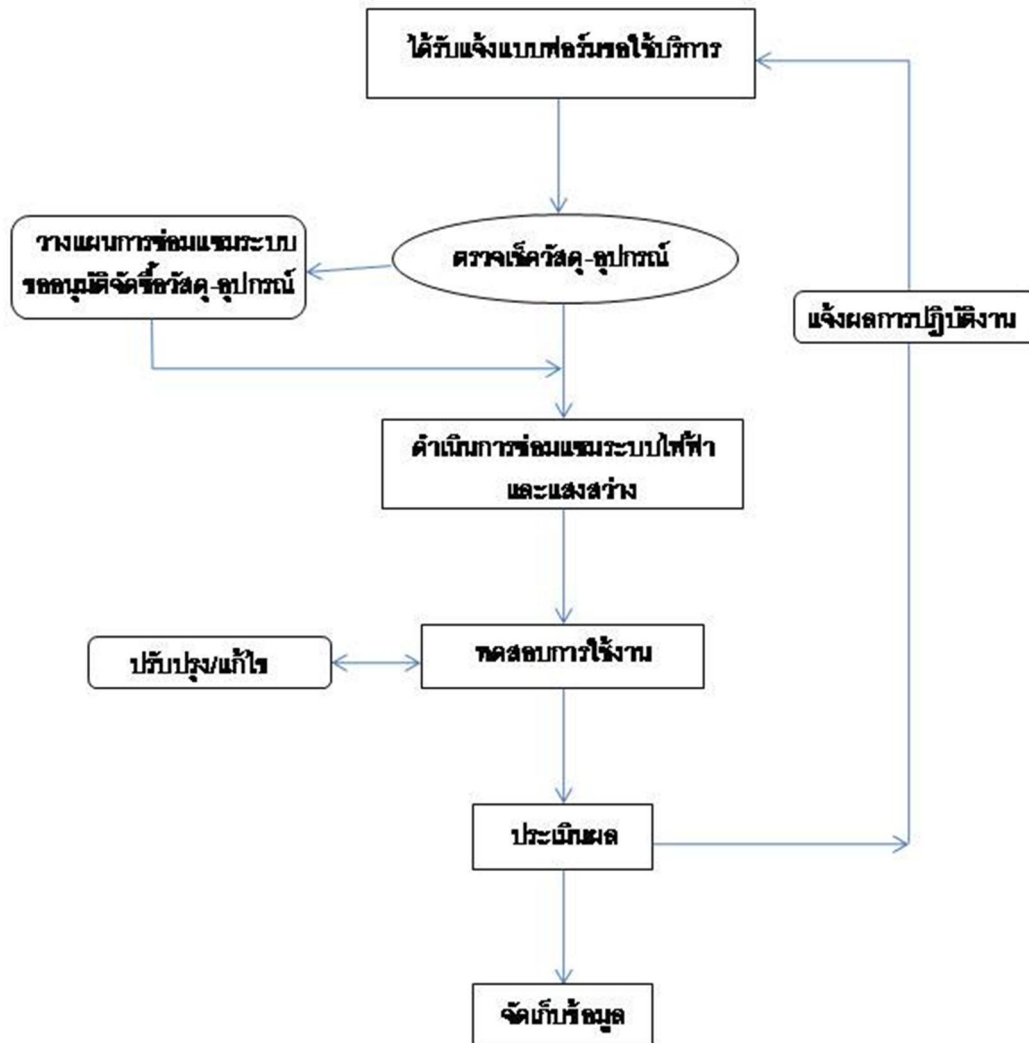 ได้รับแจ้งแบบฟอร์มขอใช้บริการ
วางแผนการซ่อมแซมระบบ
ขออนุมัติจัดซื้อวัสดุ-อุปกรณ์
ตรวจเช็ควัสดุ-อุปกรณ์
แจ้งผลการปฏิบัติงาน
ดำเนินการซ่อมแซมระบบไฟฟ้า
และแสงสว่าง
ปรับปรุง/แก้ไข
ทดสอบการใช้งาน
ประเมินผล
จัดเก็บข้อมูล